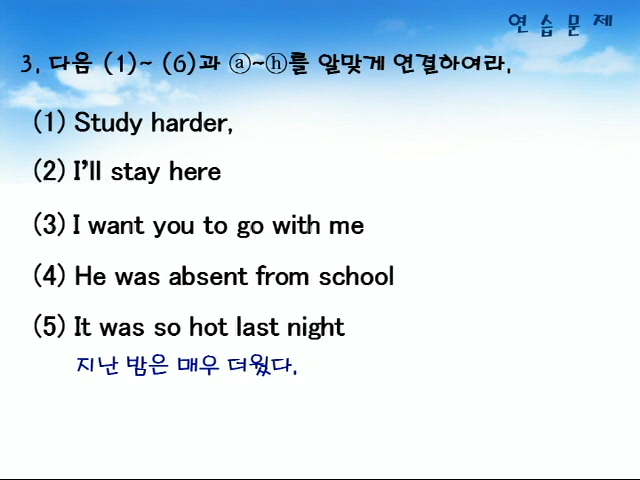 연 습 문 제
3. 다음 (1)~ (6)과 ⓐ~ⓗ를 알맞게 연결하여라.
(1) Study harder,
(2) I'll stay here
(3) I want you to go with me
(4) He was absent from school
(5) It was so hot last night
지난 밤은 매우 더웠다.